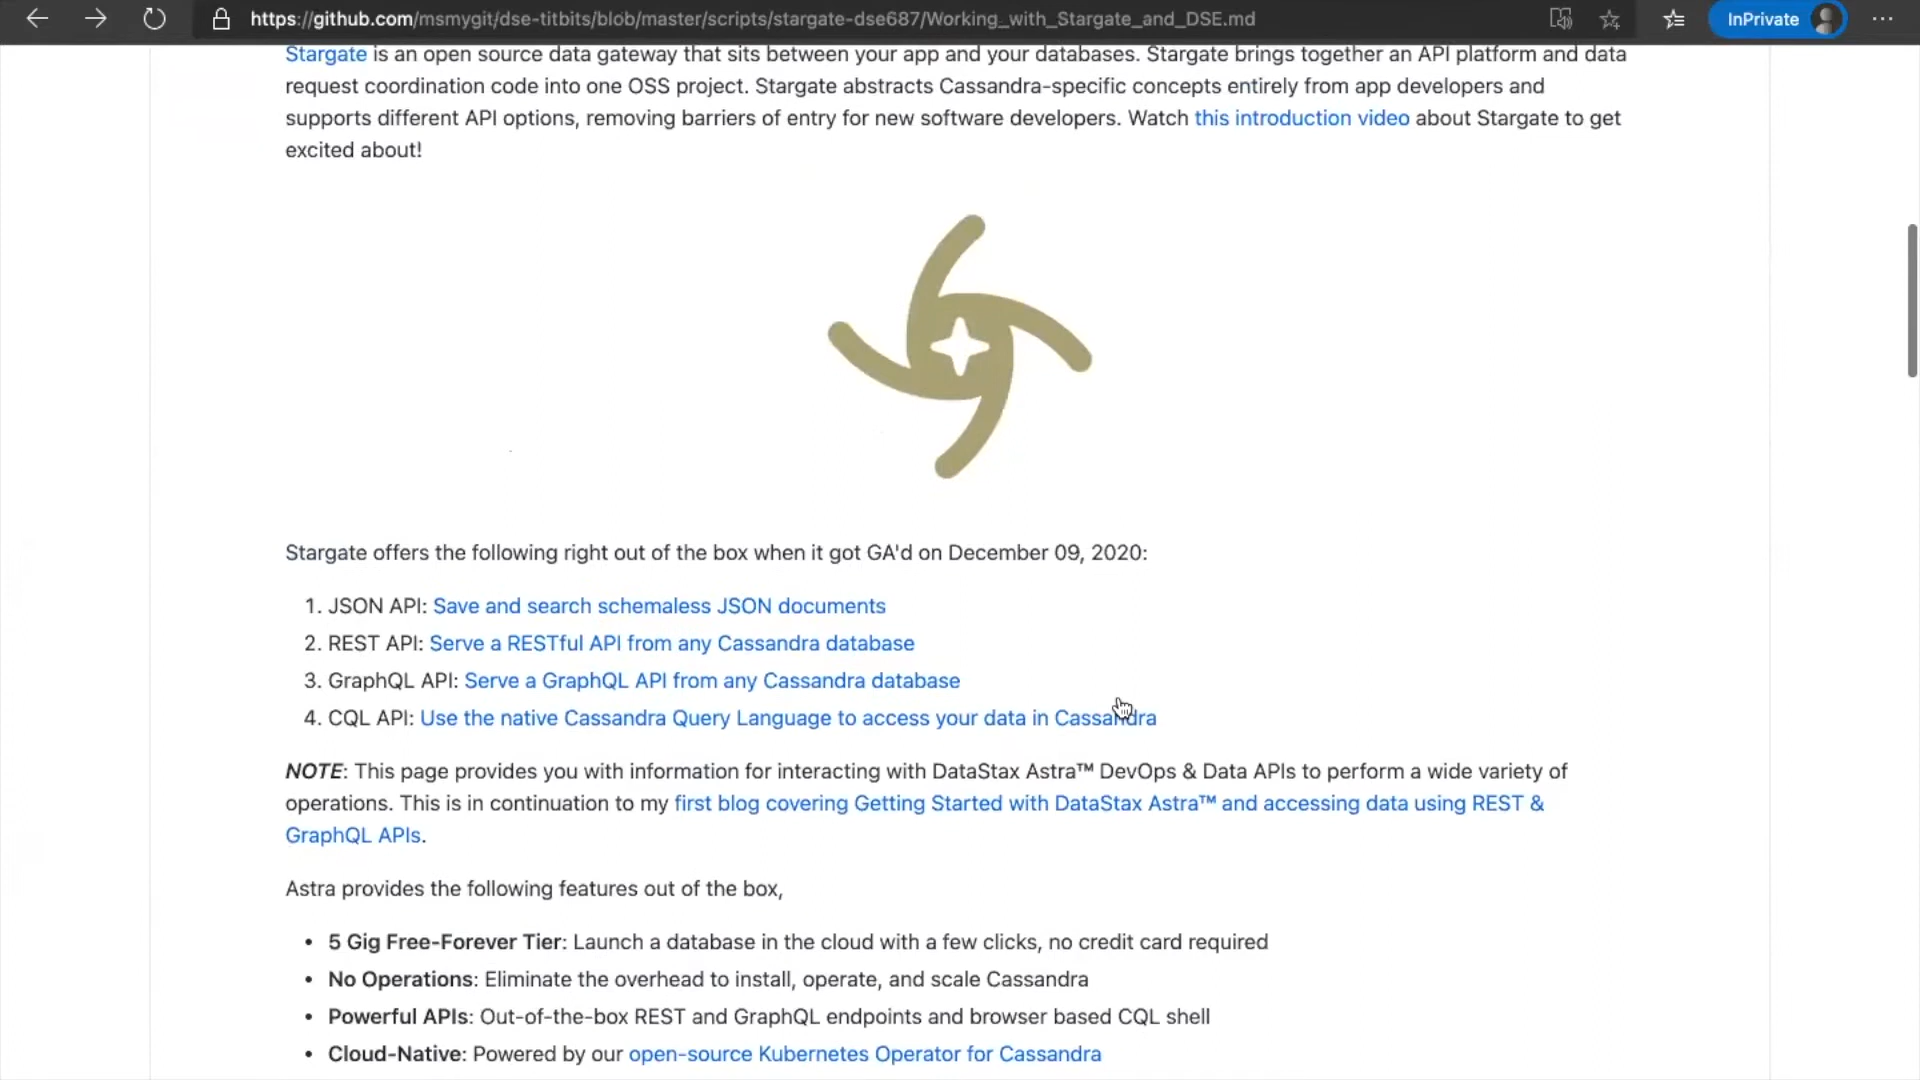 https://github.com/msmygit/dse-titbits/blob/master/scripts/stargate-dse687/Working_with_Stargate_and_DSE.md
InPrivate
Stargate is an open source data gateway that sits between your app and your databases. Stargate brings together an API platform and data
request coordination code into one OSS project. Stargate abstracts Cassandra-specific concepts entirely from app developers and
supports different API options, removing barriers of entry for new software developers. Watch this introduction video about Stargate to get
excited about!
Stargate offers the following right out of the box when it got GA'd on December 09, 2020:
1. JSON API: Save and search schemaless JSON documents
2. REST API: Serve a RESTful API from any Cassandra database
3. GraphQL API: Serve a GraphQL API from any Cassandra database
4. CQL API: Use the native Cassandra Query Language to access your data in Cassandra
NOTE: This page provides you with information for interacting with DataStax Astra™ DevOps & Data APIs to perform a wide variety of
operations. This is in continuation to my first blog covering Getting Started with DataStax Astra™ and accessing data using REST &
GraphQL APIs.
Astra provides the following features out of the box,
• 5 Gig Free-Forever Tier: Launch a database in the cloud with a few clicks, no credit card required
• No Operations: Eliminate the overhead to install, operate, and scale Cassandra
• Powerful APIs: Out-of-the-box REST and GraphQL endpoints and browser based CQL shell
• Cloud-Native: Powered by our open-source Kubernetes Operator for Cassandra